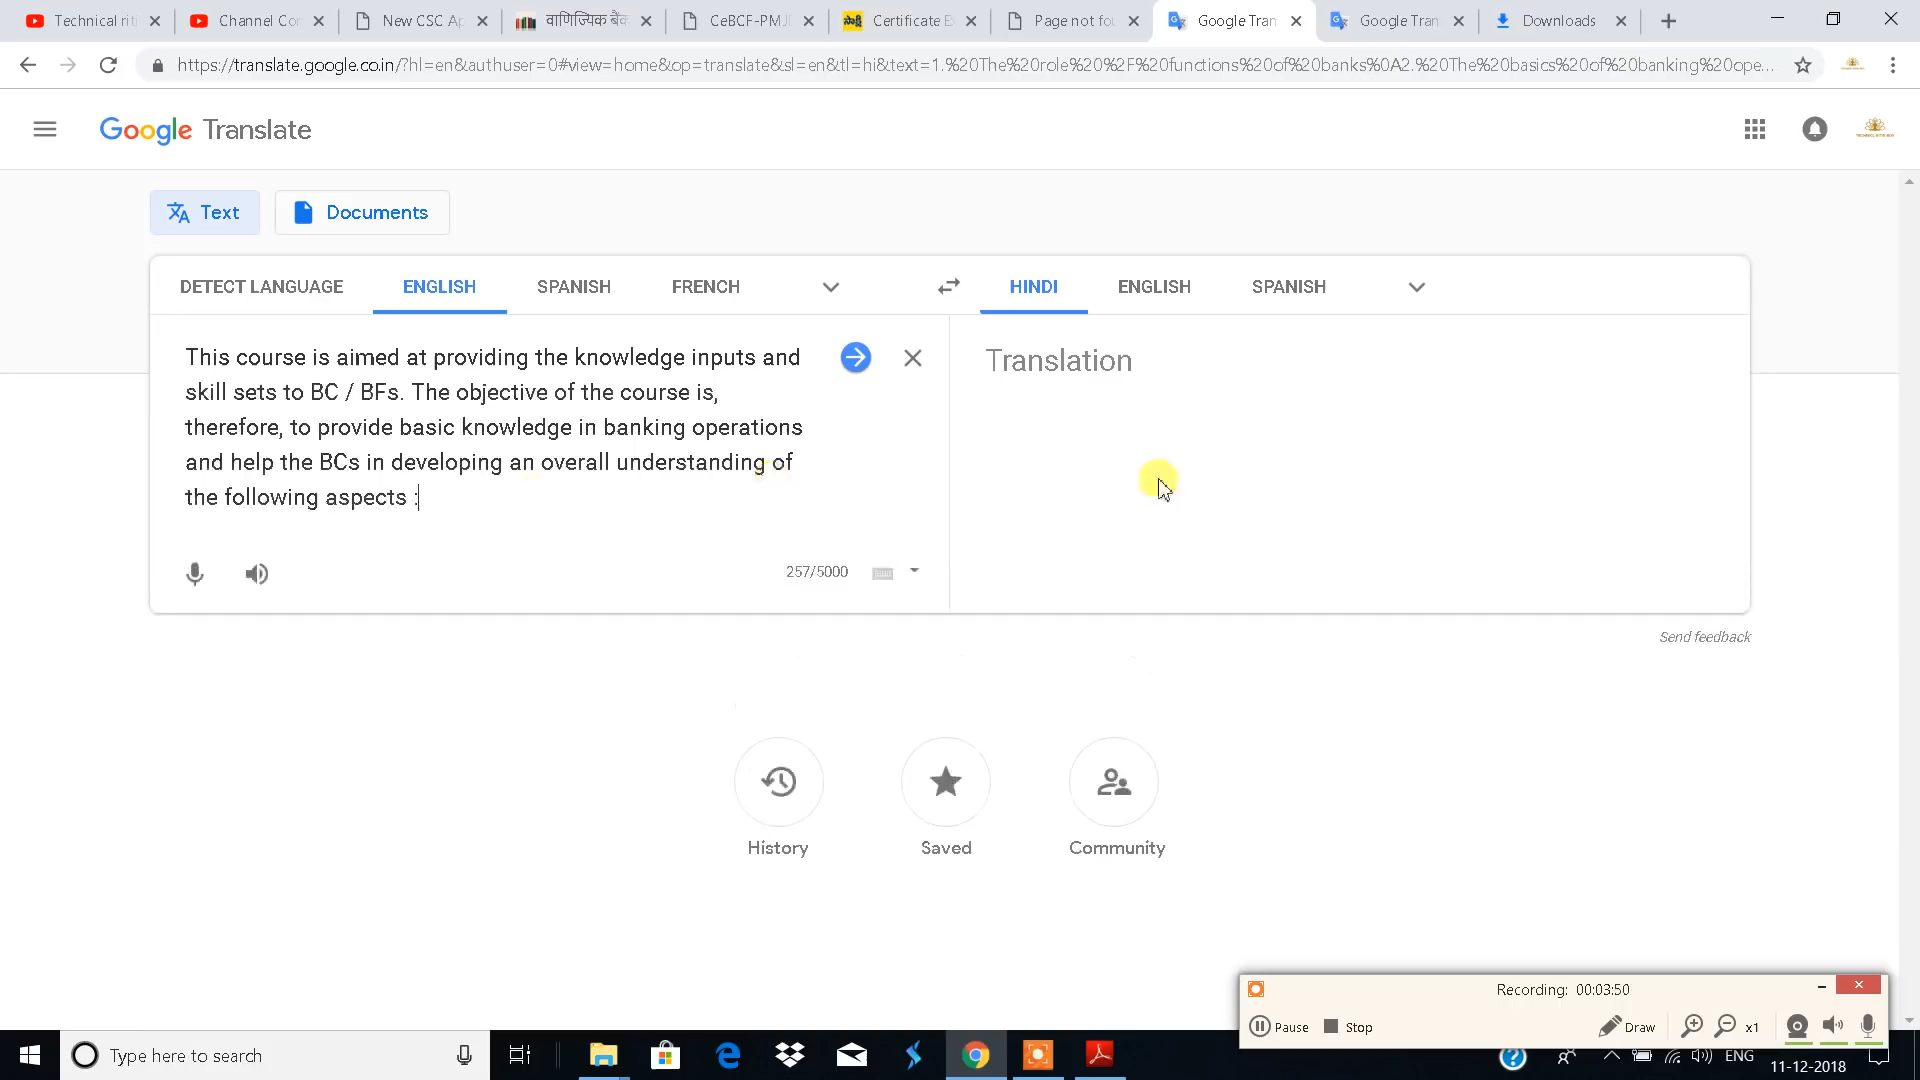 Technical riti
Channel Con
New CSC Ap
वाणिज्यिक बैंक
CeBCF-PMJD
Certificate Ex
Page not fou
Google Tran
Google Tran
Downloads
https://translate.google.co.in/?hl=en&authuser=0#view=home&op=translate&sl=en&tl=hi&text=1.%20The%20role%20%2F%20functions%20of%20banks%0A2.%20The%20basics%20of%20banking%20ope...
Google Translate
Text
Documents
DETECT LANGUAGE ENGLISH SPANISH FRENCH
HINDI ENGLISH SPANISH
This course is aimed at providing the knowledge inputs and
skill sets to BC / BFs. The objective of the course is,
therefore, to provide basic knowledge in banking operations
and help the BCs in developing an overall understanding of
the following aspects :
Translation
257/5000
Send feedback
History
Saved
Community
Recording: 00:03:50
Pause Stop Draw x1
Type here to search
ENG
11-12-2018